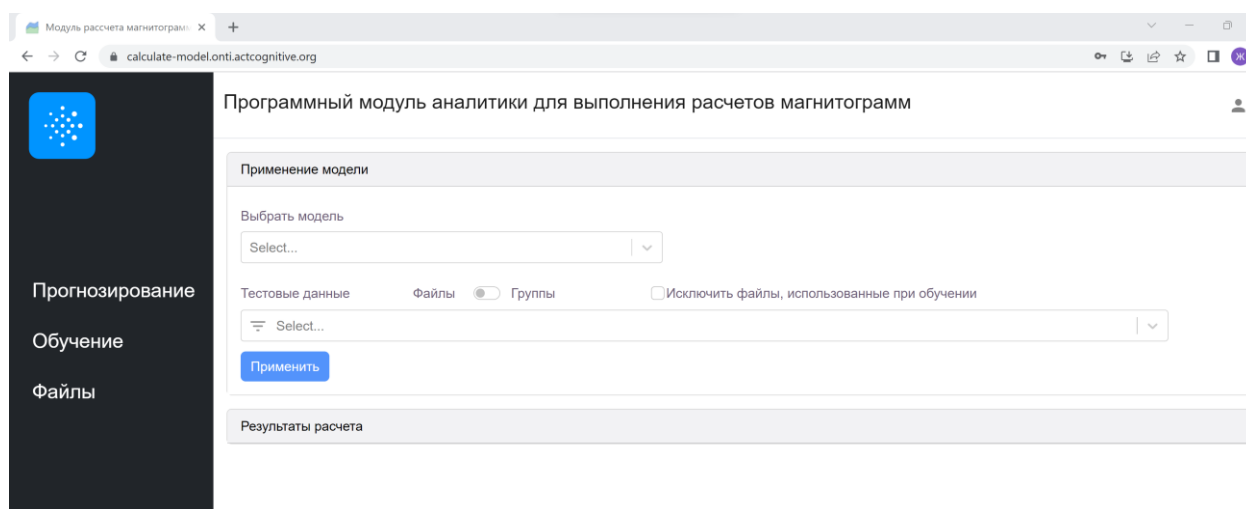 Модуль рассчета магнитограмм
calculate-model.onti.actcognitive.org
Ж
Программный модуль аналитики для выполнения расчетов магнитограмм
Применение модели
Выбрать модель
Select...
Прогнозирование
Тестовые данные Файлы Группы Исключить файлы, использованные при обучении
Select...
Обучение
Применить
Файлы
Результаты расчета